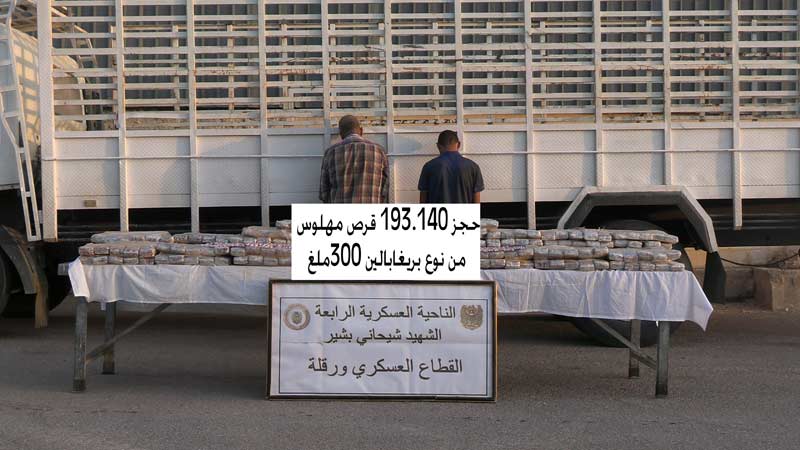 حجز 193.140 قرص مهلوس
من نوع بريغابالين 300ملغ
الناحية العسكرية الرابعة
الشهيد شيحاني بشير
القطاع العسكري ورقلة